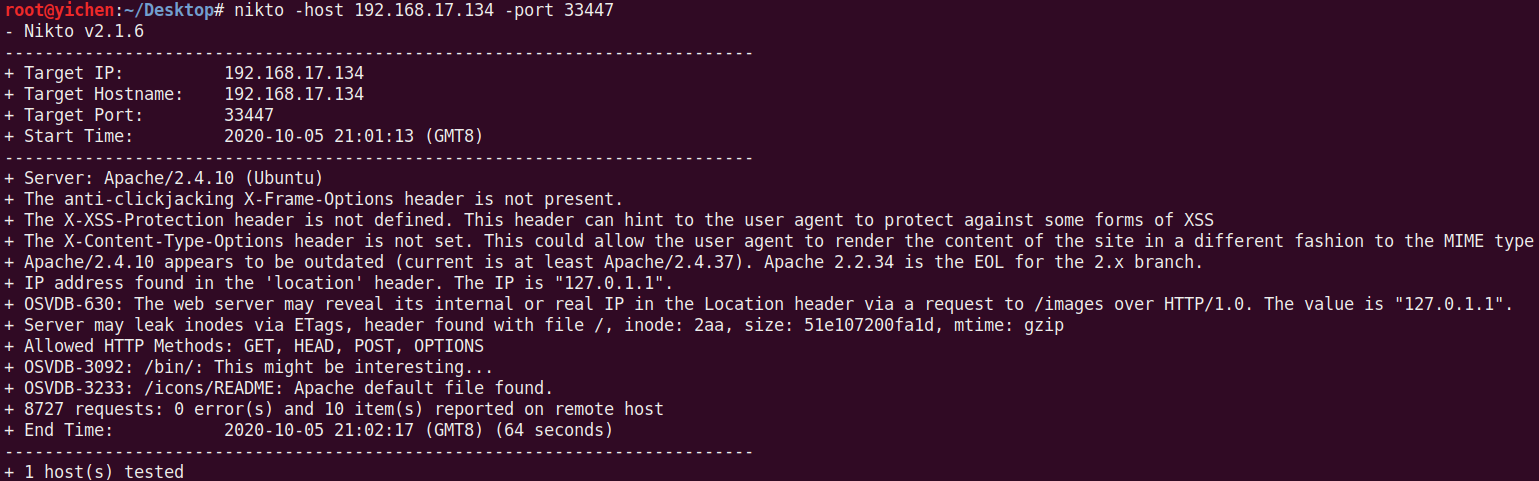 root@yichen:~/Desktop# nikto -host 192.168.17.134 -port 33447
- Nikto v2.1.6
---------------------------------------------------------------------------
+ Target IP:          192.168.17.134
+ Target Hostname:    192.168.17.134
+ Target Port:        33447
+ Start Time:         2020-10-05 21:01:13 (GMT8)
---------------------------------------------------------------------------
+ Server: Apache/2.4.10 (Ubuntu)
+ The anti-clickjacking X-Frame-Options header is not present.
+ The X-XSS-Protection header is not defined. This header can hint to the user agent to protect against some forms of XSS
+ The X-Content-Type-Options header is not set. This could allow the user agent to render the content of the site in a different fashion to the MIME type
+ Apache/2.4.10 appears to be outdated (current is at least Apache/2.4.37). Apache 2.2.34 is the EOL for the 2.x branch.
+ IP address found in the 'location' header. The IP is "127.0.1.1".
+ OSVDB-630: The web server may reveal its internal or real IP in the Location header via a request to /images over HTTP/1.0. The value is "127.0.1.1".
+ Server may leak inodes via ETags, header found with file /, inode: 2aa, size: 51e107200fa1d, mtime: gzip
+ Allowed HTTP Methods: GET, HEAD, POST, OPTIONS
+ OSVDB-3092: /bin/: This might be interesting...
+ OSVDB-3233: /icons/README: Apache default file found.
+ 8727 requests: 0 error(s) and 10 item(s) reported on remote host
+ End Time:           2020-10-05 21:02:17 (GMT8) (64 seconds)
---------------------------------------------------------------------------
+ 1 host(s) tested